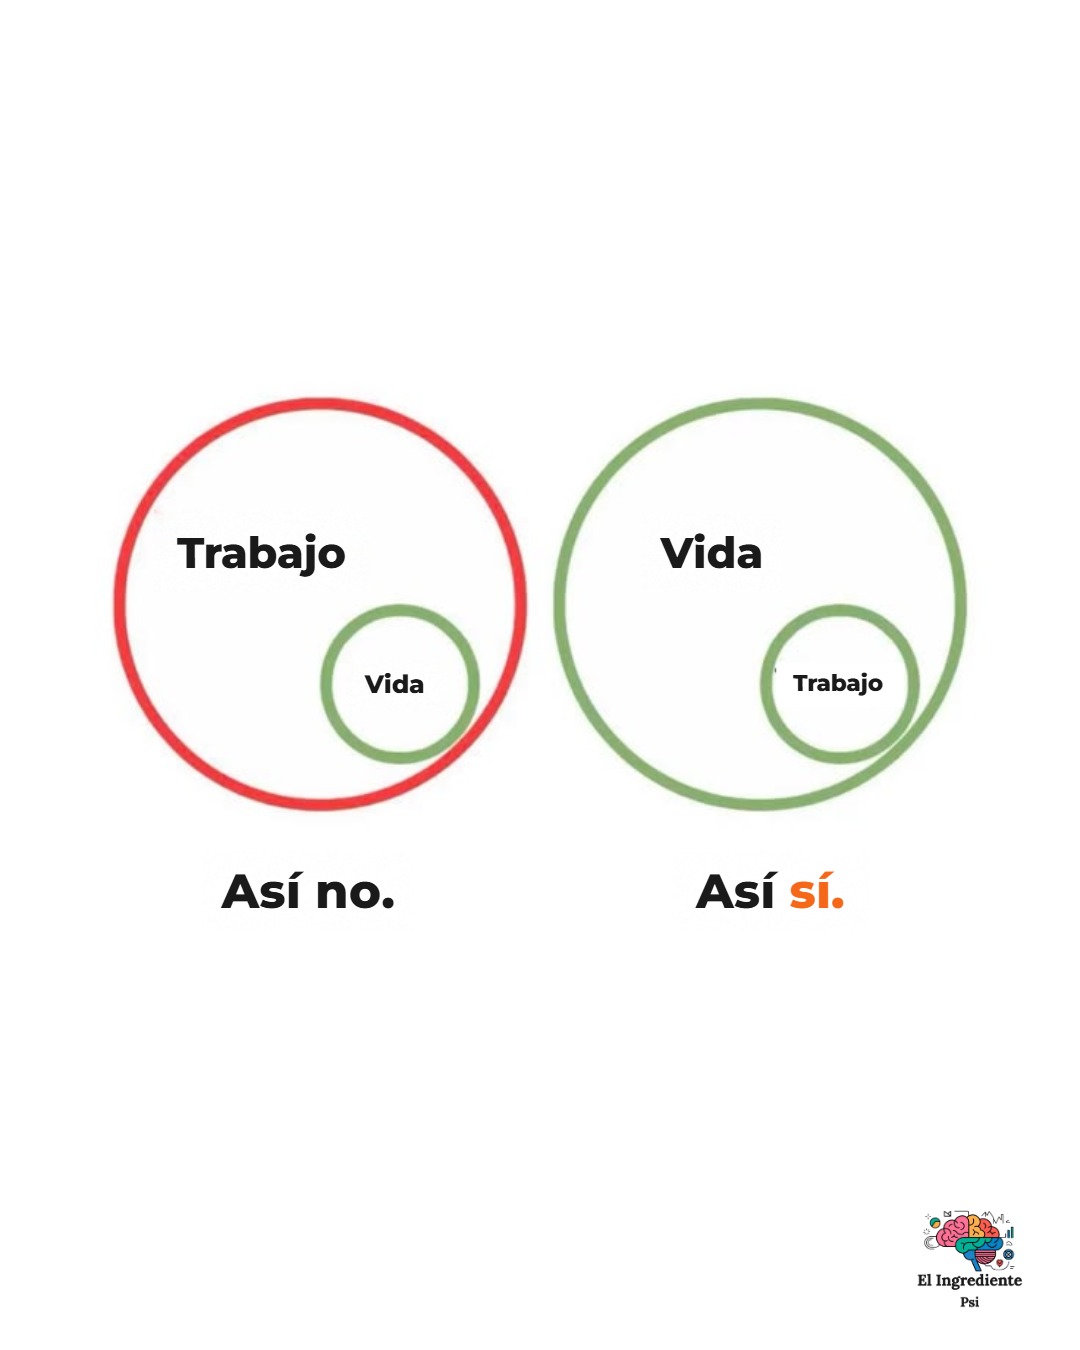 Trabajo
Vida
Vida
Trabajo
Así no.
Así sí.
El Ingrediente
Psi